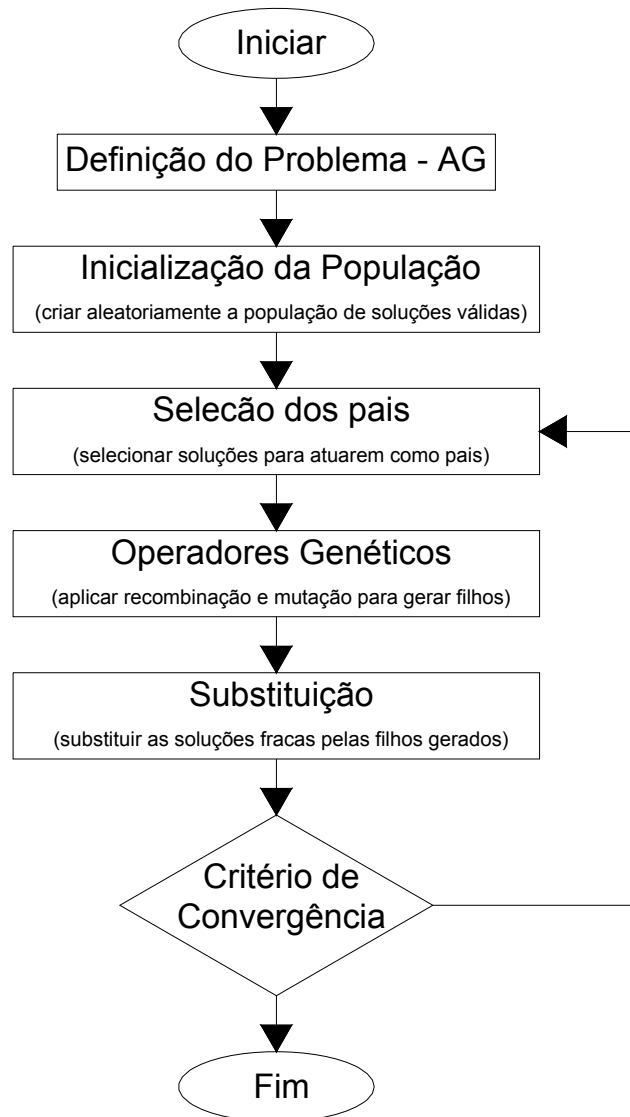 Iniciar
Definição do Problema - AG
Inicialização da População
(criar aleatoriamente a população de soluções válidas)
Selecão dos pais
(selecionar soluções para atuarem como pais)
Operadores Genéticos
(aplicar recombinação e mutação para gerar filhos)
Substituição
(substituir as soluções fracas pelas filhos gerados)
Critério de
Convergência
Fim